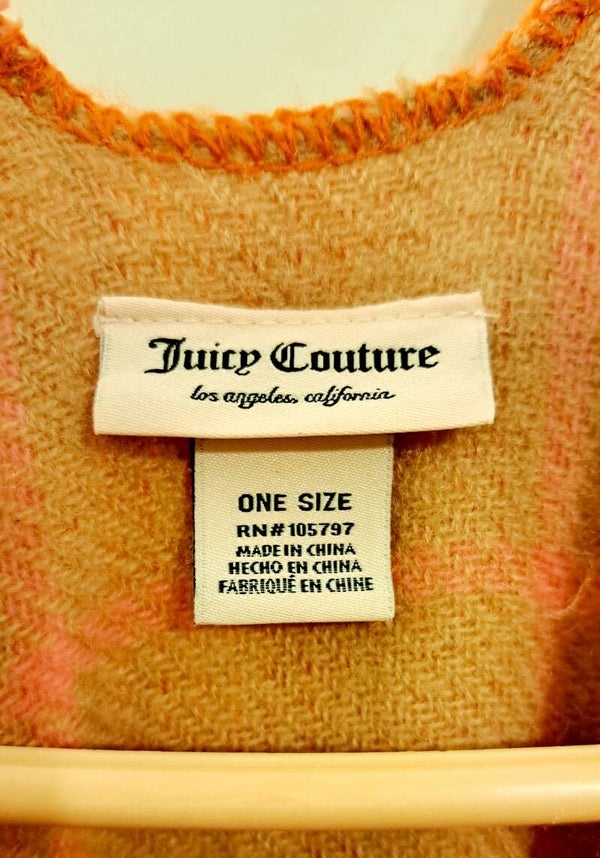 Juicy Couture
los angeles, california
ONE SIZE
RN#105797
MADE IN CHINA
HECHO EN CHINA
FABRIQUÉ EN CHINE